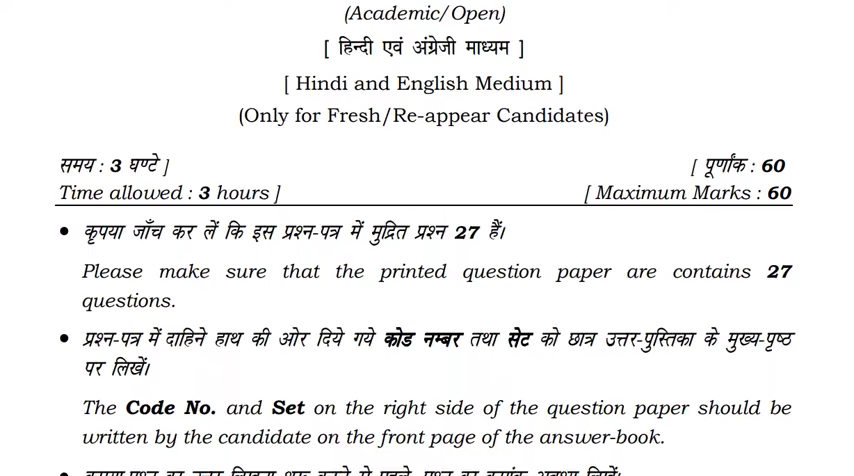 (Academic/Open)
[ हिन्दी एवं अंग्रेजी माध्यम ]
[ Hindi and English Medium ]
(Only for Fresh/Re-appear Candidates)
समय : 3 घण्टे ] [ पूर्णांक : 60
Time allowed : 3 hours ] [ Maximum Marks : 60
• कृपया जाँच कर लें कि इस प्रश्न-पत्र में मुद्रित प्रश्न 27 हैं।
Please make sure that the printed question paper are contains 27
questions.
• प्रश्न-पत्र में दाहिने हाथ की ओर दिये गये कोड नम्बर तथा सेट को छात्र उत्तर-पुस्तिका के मुख्य-पृष्ठ
पर लिखें।
The Code No. and Set on the right side of the question paper should be
written by the candidate on the front page of the answer-book.